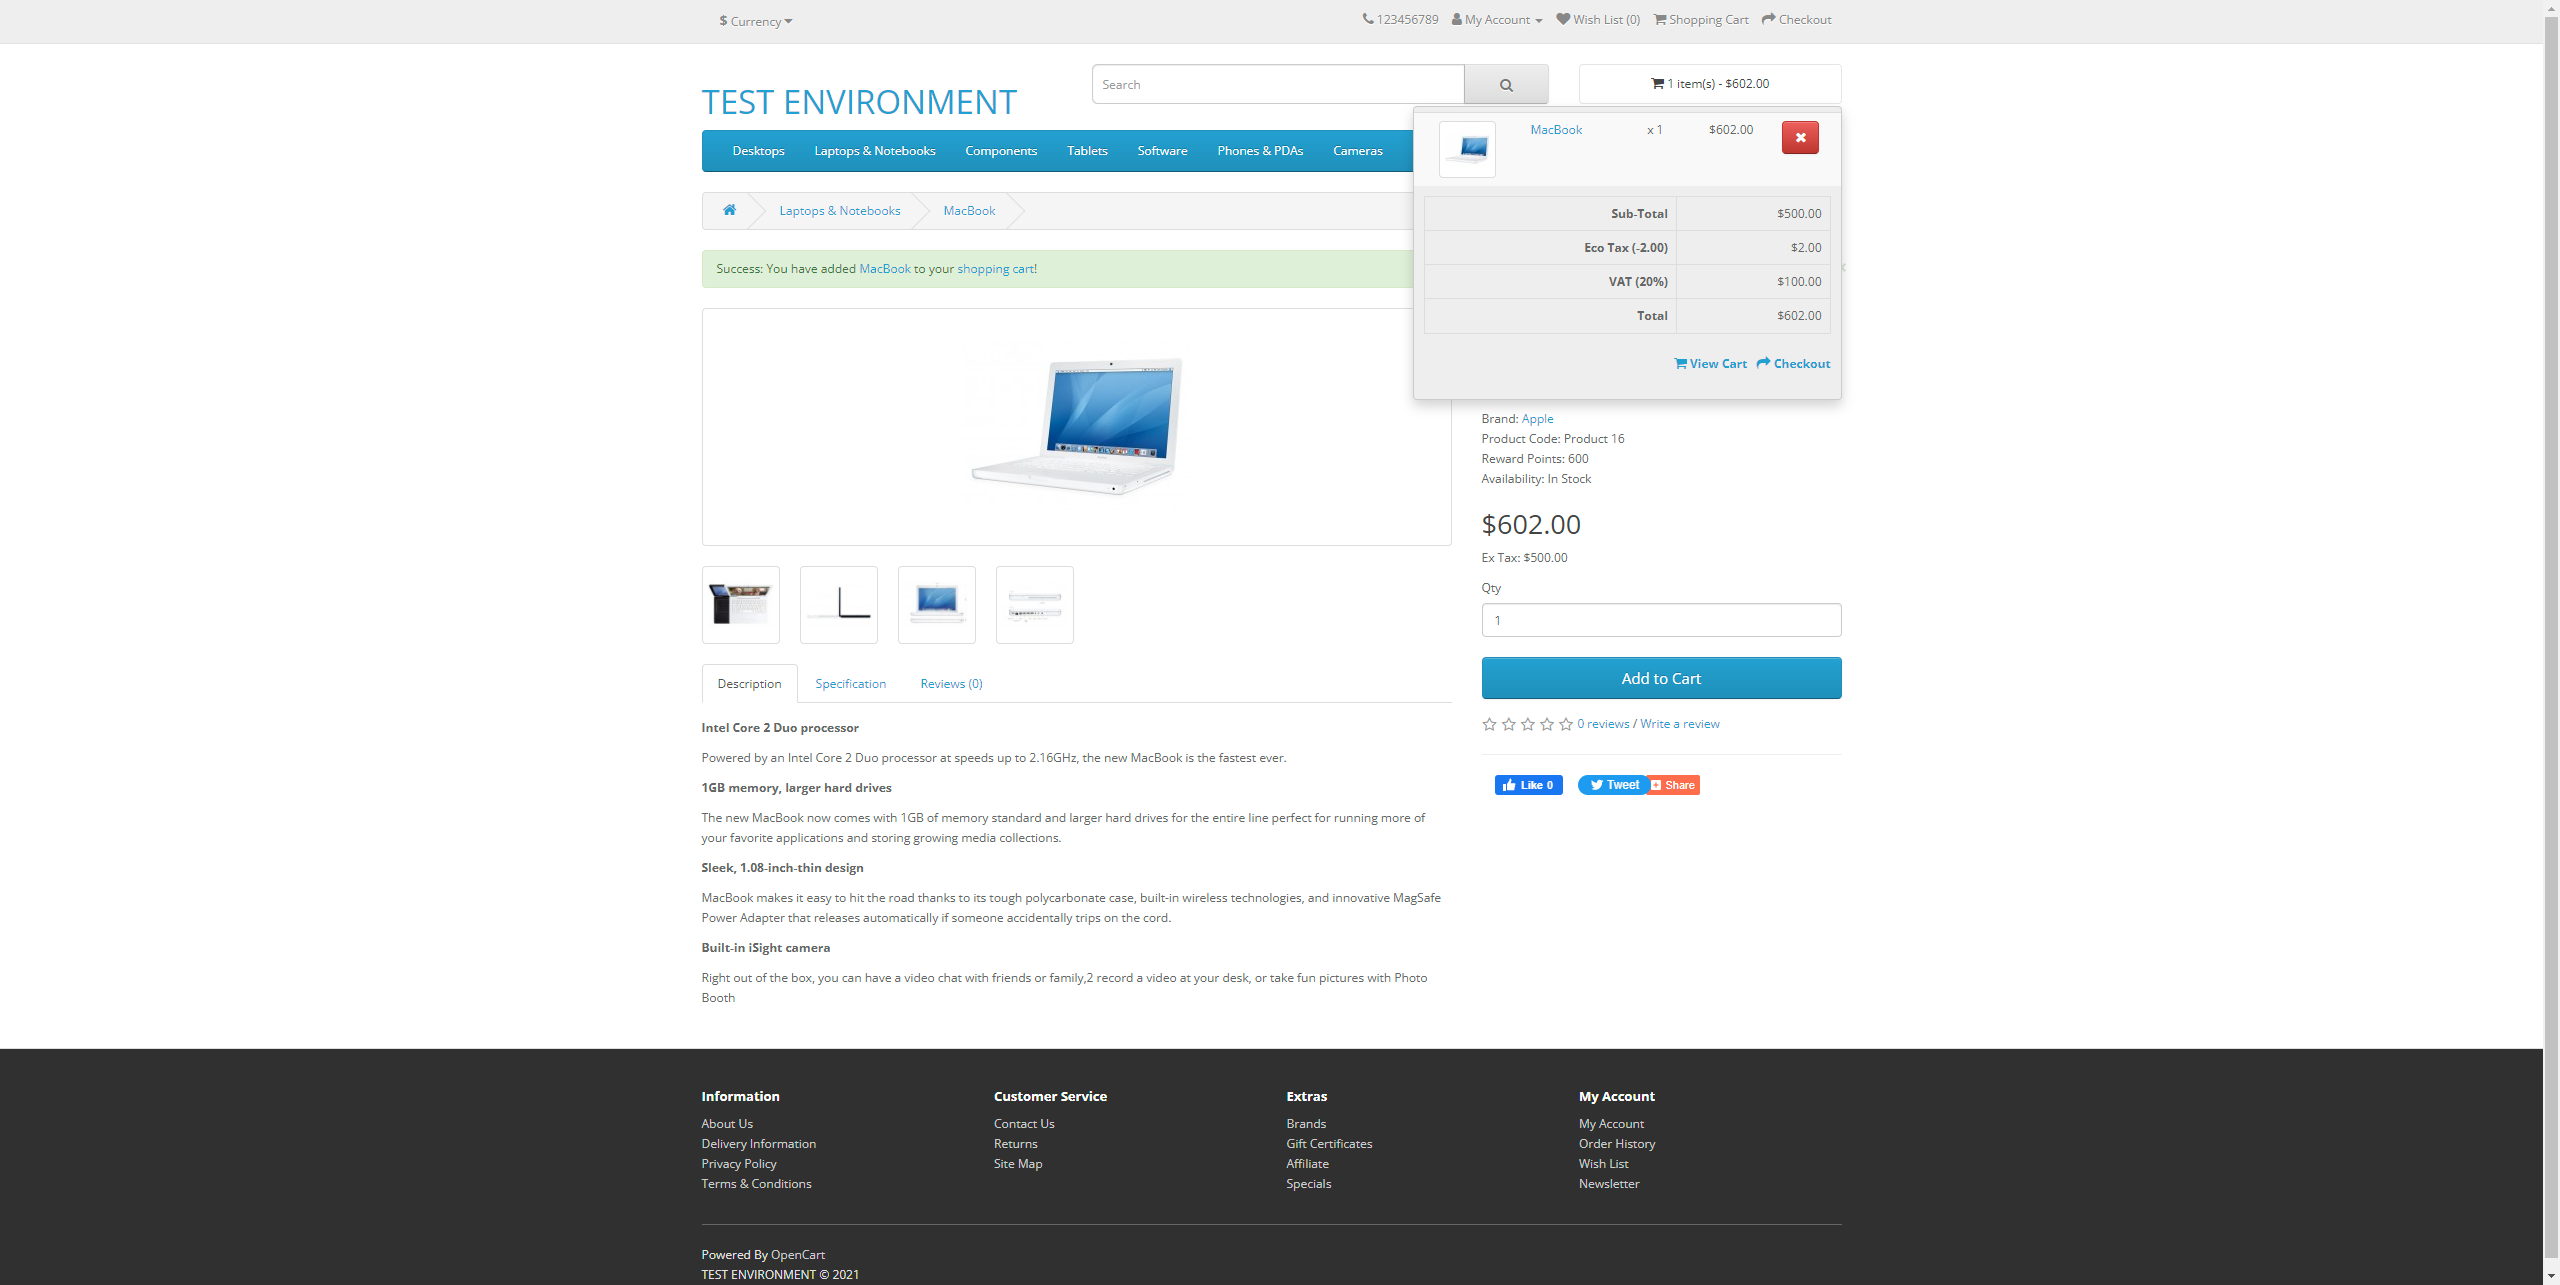 $ Currency
123456789 My Account Wish List (0) Shopping Cart Checkout
TEST ENVIRONMENT
Search
1 item(s) - $602.00
MacBook x 1 $602.00
Sub-Total $500.00
Eco Tax (-2.00) $2.00
VAT (20%) $100.00
Total $602.00
View Cart Checkout
Desktops Laptops & Notebooks Components Tablets Software Phones & PDAs Cameras
Laptops & Notebooks MacBook
Success: You have added MacBook to your shopping cart!
Brand: Apple
Product Code: Product 16
Reward Points: 600
Availability: In Stock
$602.00
Ex Tax: $500.00
Qty
1
Add to Cart
0 reviews / Write a review
Like 0 Tweet Share
Description Specification Reviews (0)
Intel Core 2 Duo processor
Powered by an Intel Core 2 Duo processor at speeds up to 2.16GHz, the new MacBook is the fastest ever.
1GB memory, larger hard drives
The new MacBook now comes with 1GB of memory standard and larger hard drives for the entire line perfect for running more of
your favorite applications and storing growing media collections.
Sleek, 1.08-inch-thin design
MacBook makes it easy to hit the road thanks to its tough polycarbonate case, built-in wireless technologies, and innovative MagSafe
Power Adapter that releases automatically if someone accidentally trips on the cord.
Built-in iSight camera
Right out of the box, you can have a video chat with friends or family,2 record a video at your desk, or take fun pictures with Photo
Booth
Information
About Us
Delivery Information
Privacy Policy
Terms & Conditions
Customer Service
Contact Us
Returns
Site Map
Extras
Brands
Gift Certificates
Affiliate
Specials
My Account
My Account
Order History
Wish List
Newsletter
Powered By OpenCart
TEST ENVIRONMENT © 2021